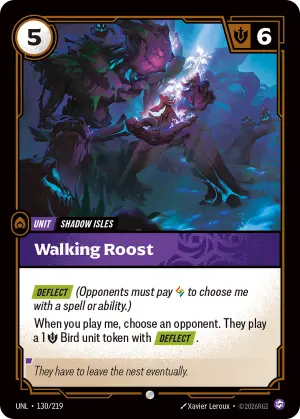 5
6
UNIT SHADOW ISLES
Walking Roost
DEFLECT (Opponents must pay to choose me
with a spell or ability.)
When you play me, choose an opponent. They play
a 1 Bird unit token with DEFLECT.
They have to leave the nest eventually.
UNL • 130/219 Xavier Leroux • ©2026RGI